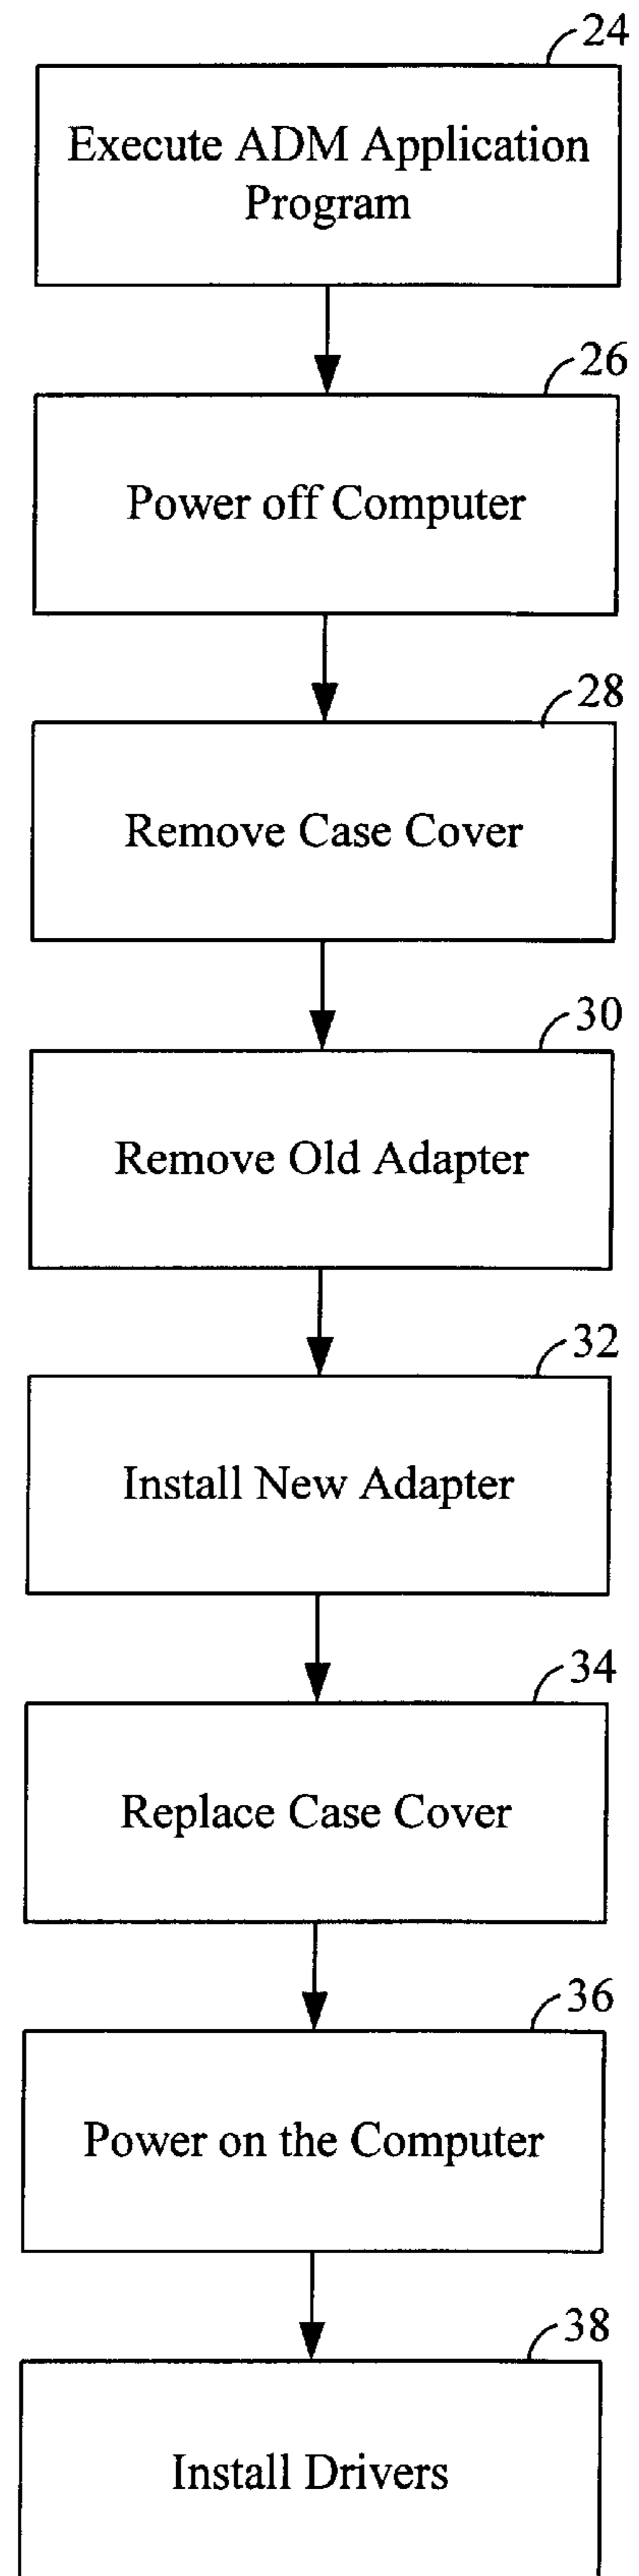 24
Execute ADM Application
Program
26
Power off Computer
28
Remove Case Cover
30
Remove Old Adapter
32
Install New Adapter
34
Replace Case Cover
36
Power on the Computer
38
Install Drivers